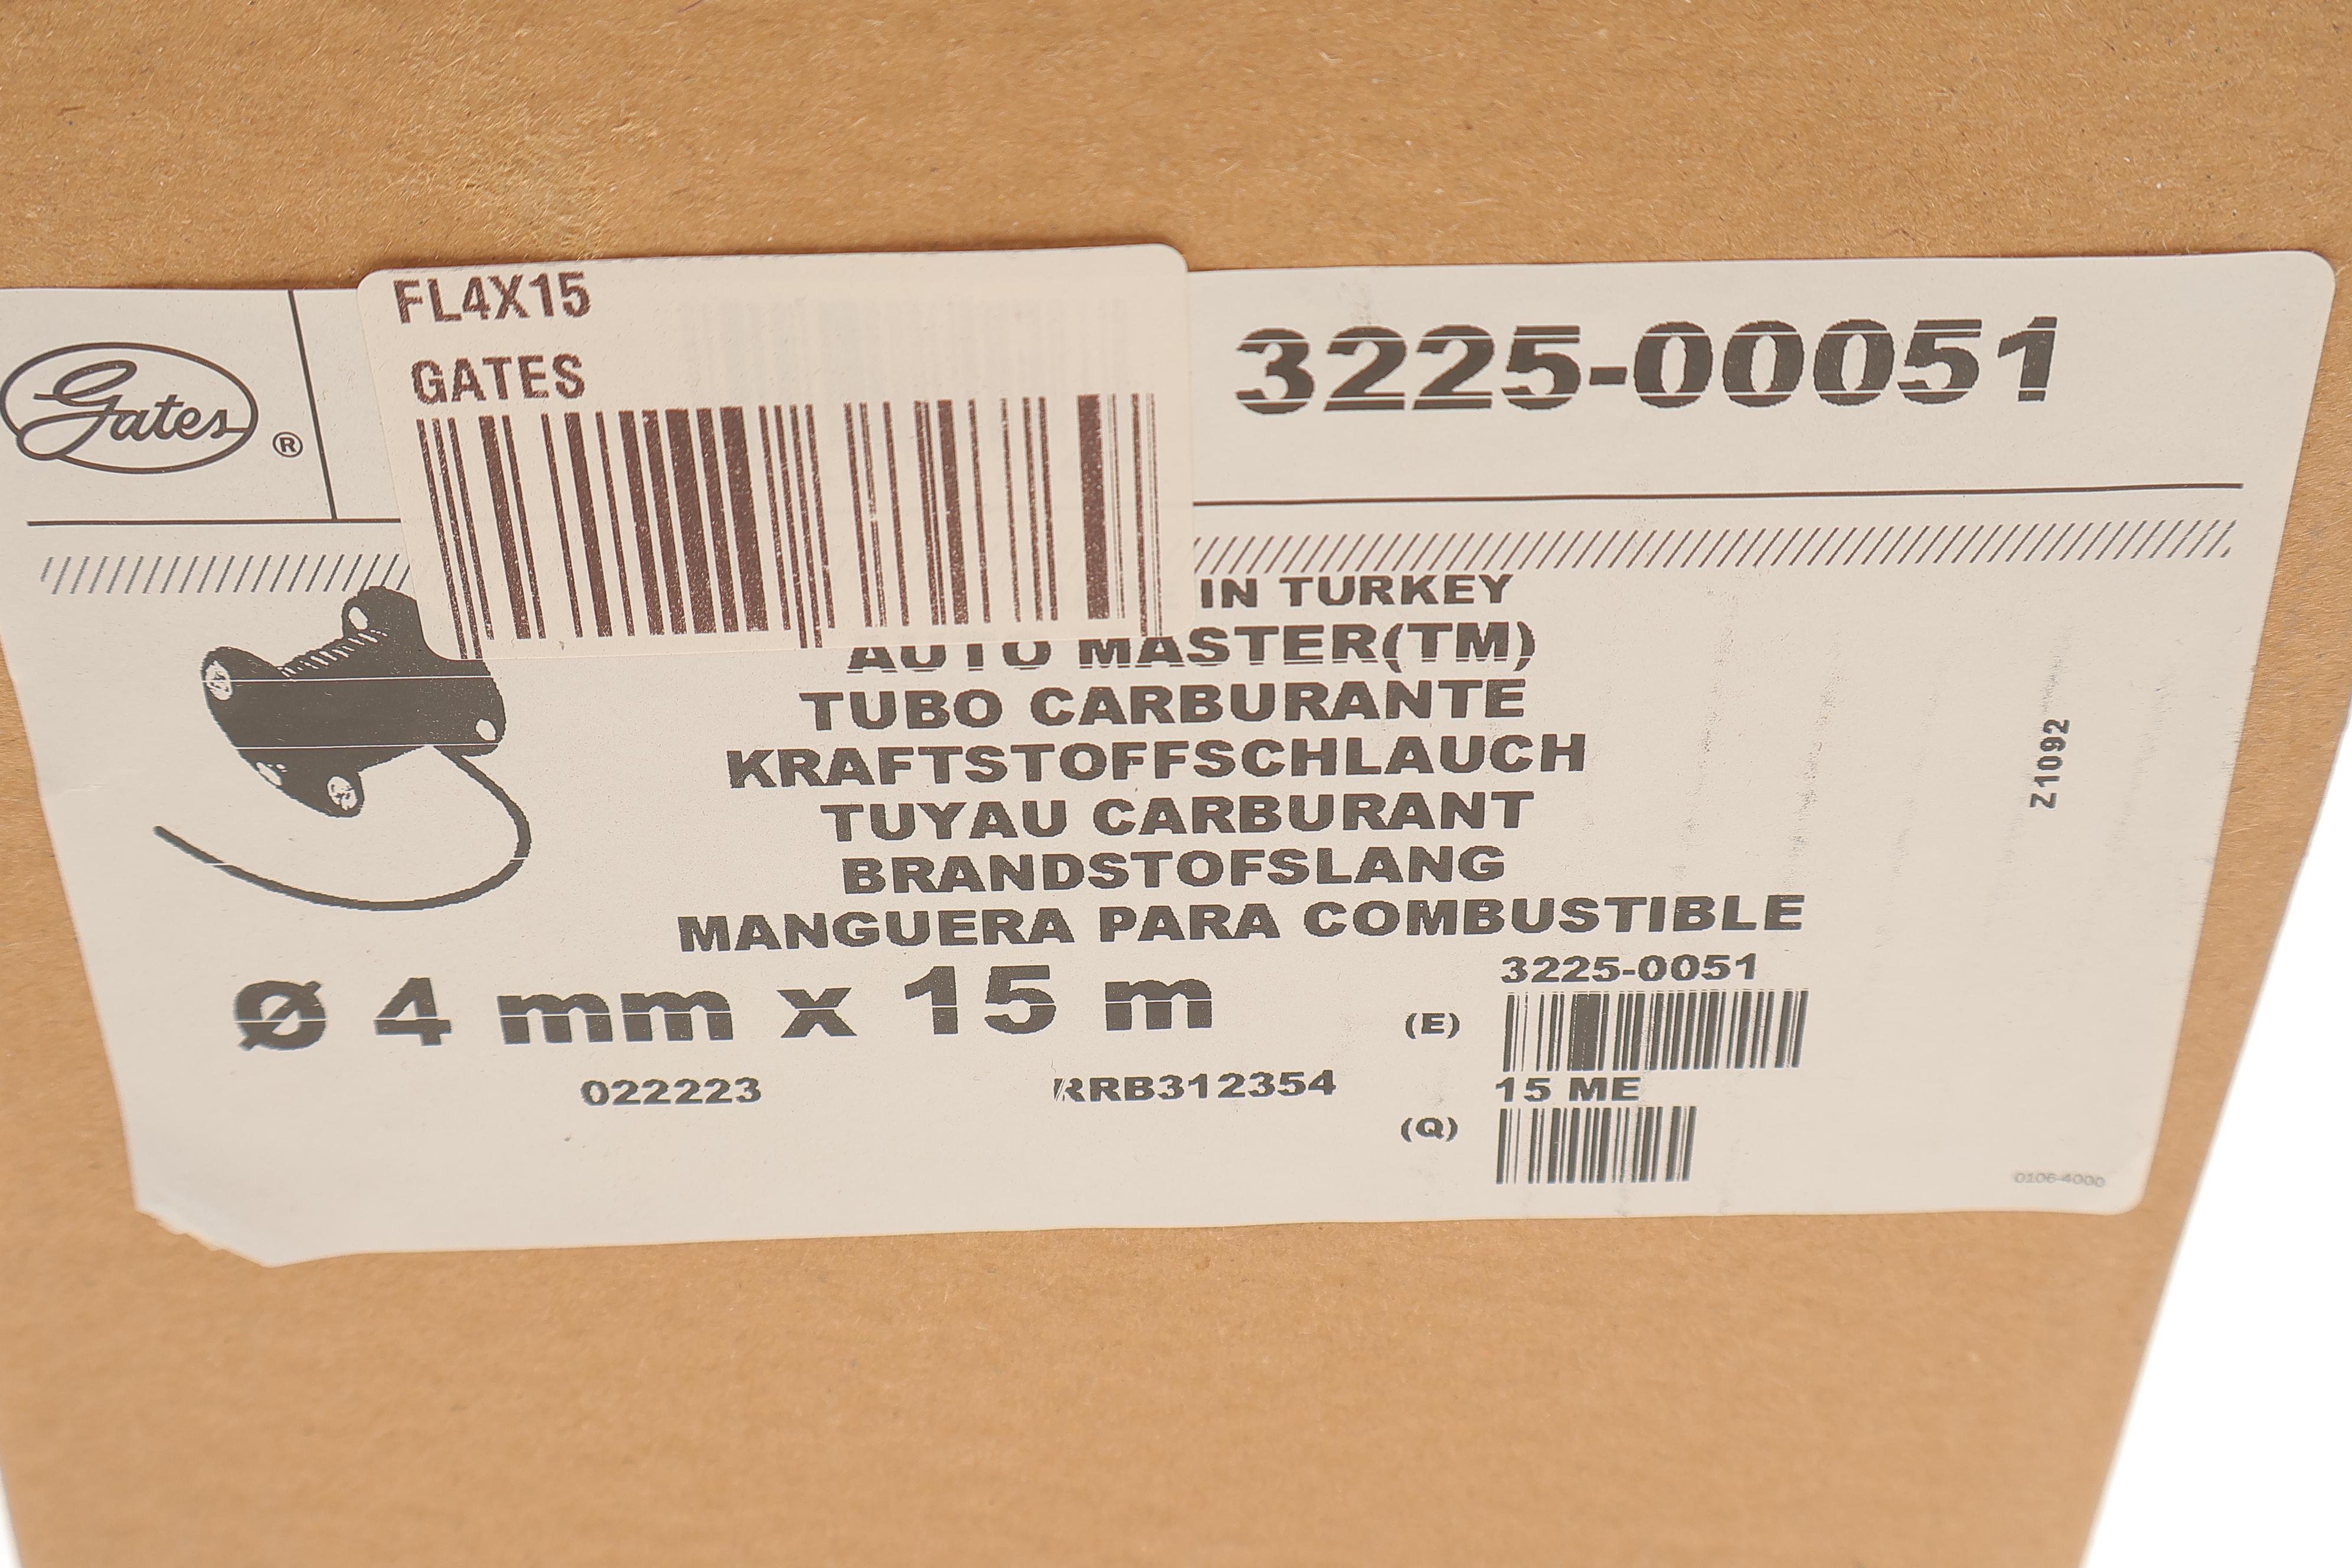 FL4X15
GATES
Gates ®
3225-00051
IN TURKEY
AUTO MASTER(TM)
TUBO CARBURANTE
KRAFTSTOFFSCHLAUCH
TUYAU CARBURANT
BRANDSTOFSLANG
MANGUERA PARA COMBUSTIBLE
Ø 4 mm x 15 m
3225-0051
(E)
022223
RRB312354
15 ME
(Q)
Z1092
0106-4000